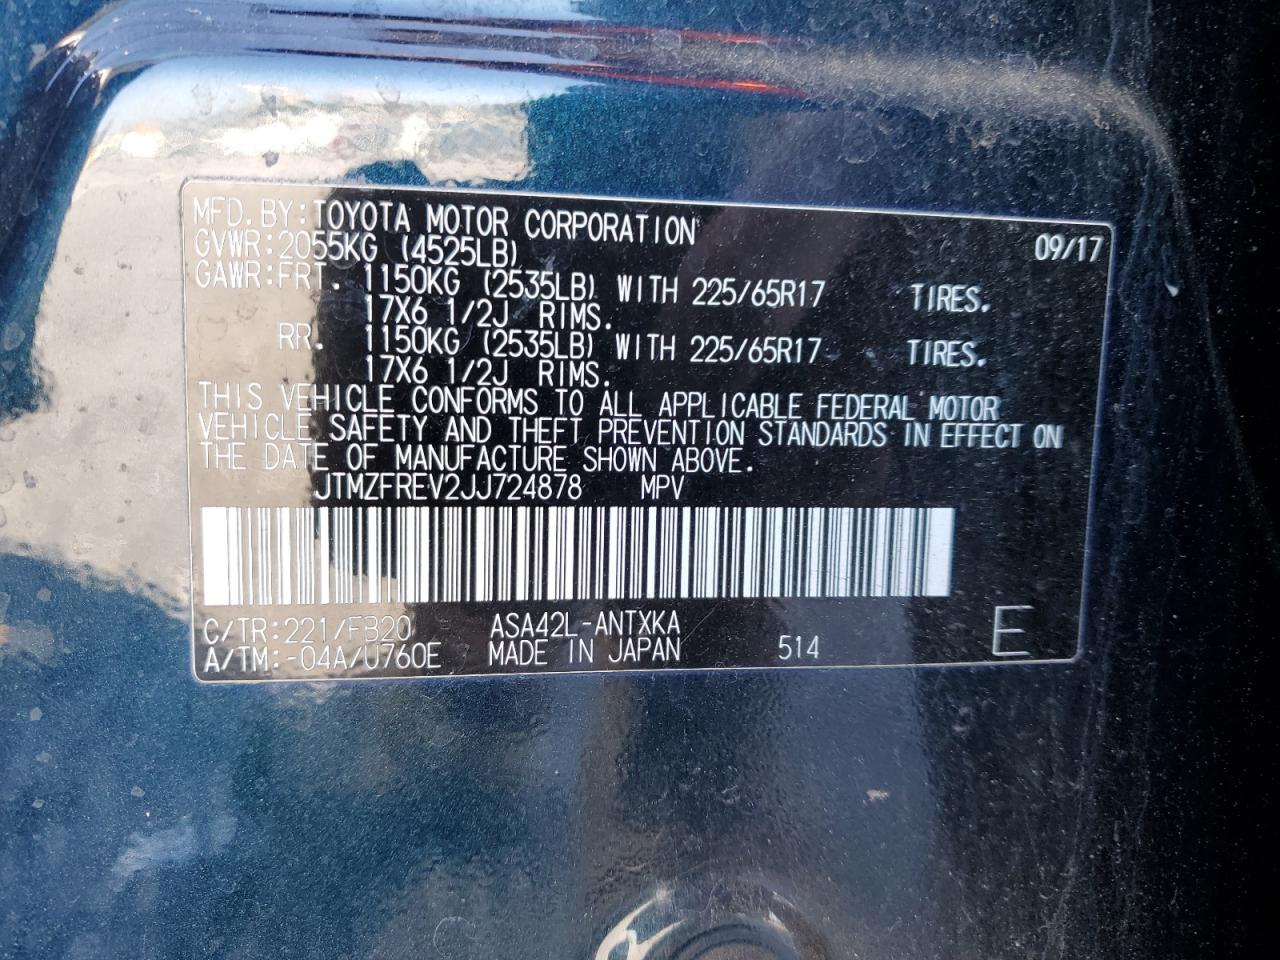 MFD.BY:TOYOTA MOTOR CORPORATION 09/17
GVWR:2055KG (4525LB)
GAWR:FRT. 1150KG (2535LB) WITH 225/65R17 TIRES.
17X6 1/2J RIMS.
RR. 1150KG (2535LB) WITH 225/65R17 TIRES.
17X6 1/2J RIMS.
THIS VEHICLE CONFORMS TO ALL APPLICABLE FEDERAL MOTOR
VEHICLE SAFETY AND THEFT PREVENTION STANDARDS IN EFFECT ON
THE DATE OF MANUFACTURE SHOWN ABOVE.
JTMZFREV2JJ724878 MPV
C/TR:221/FB20 ASA42L-ANTXKA
A/TM:-04A/U760E MADE IN JAPAN 514 E